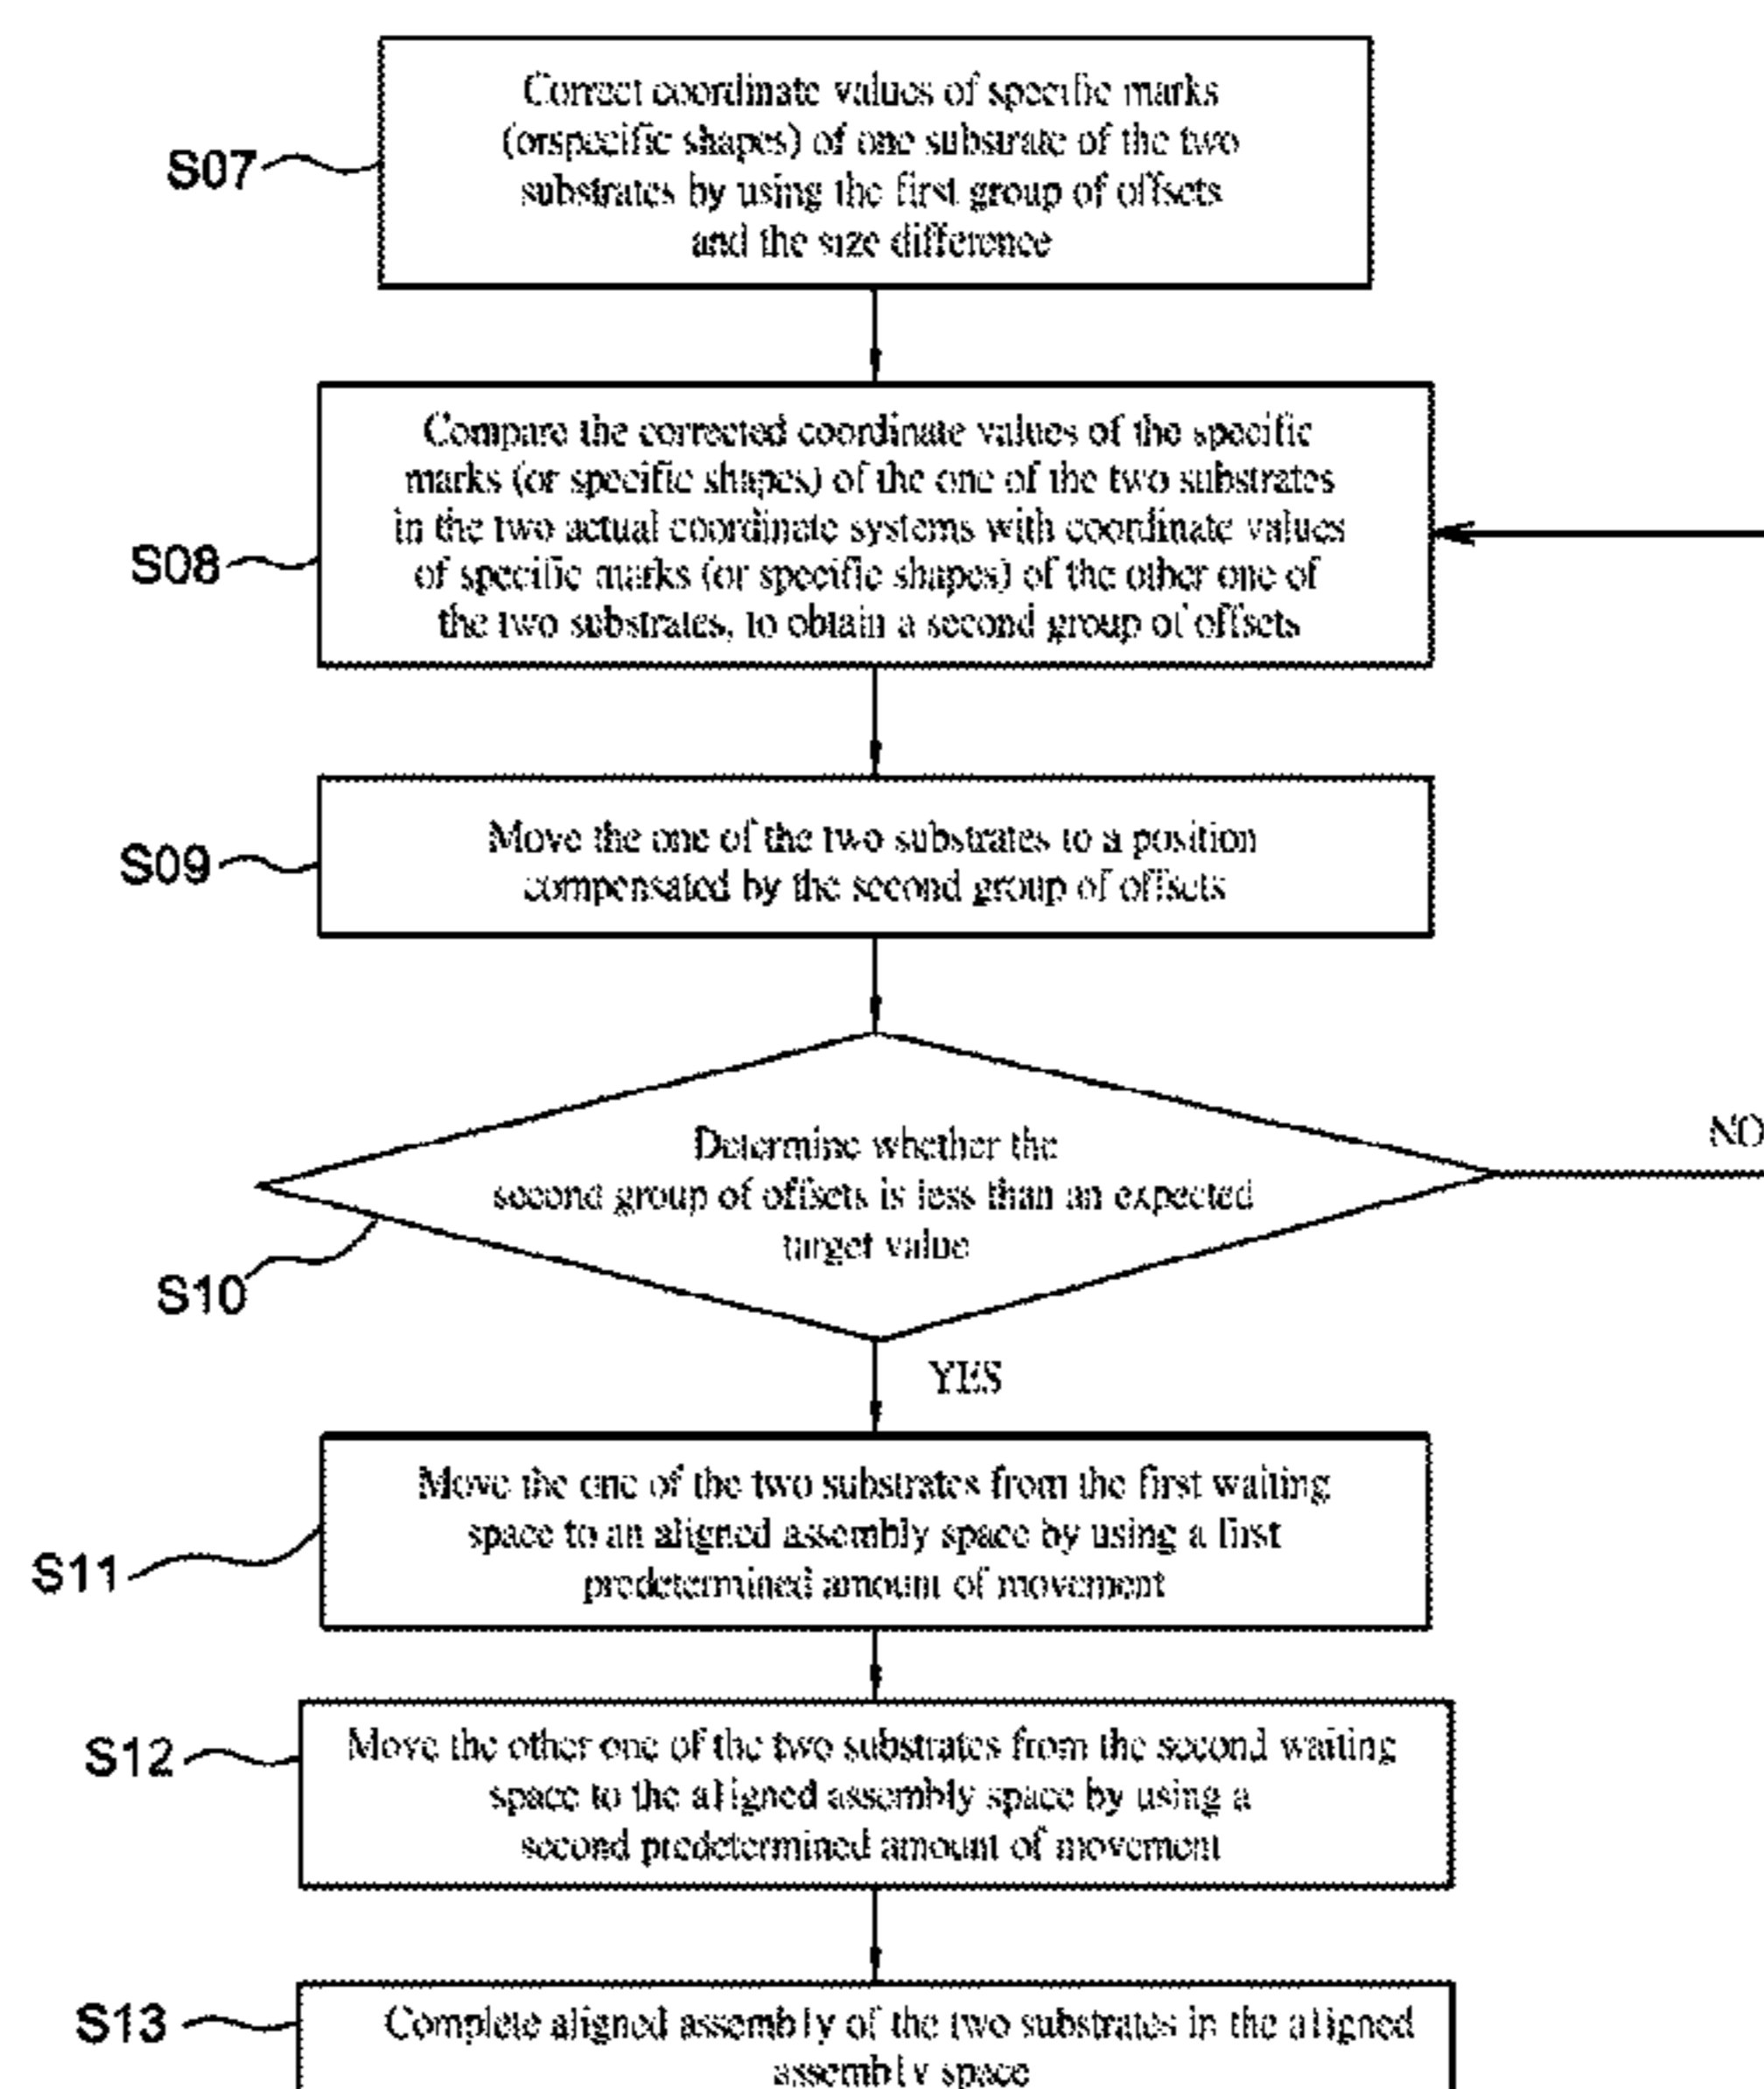 Correct coordinate values of specific marks
(orspecific shapes) of one substrate of the two
substrates by using the first group of offsets
and the size difference
S07
Compare the corrected coordinate values of the specific
marks (or specific shapes) of the one of the two substrates
in the two actual coordinate systems with coordinate values
of specific marks (or specific shapes) of the other one of
the two substrates, to obtain a second group of offsets
S08
Move the one of the two substrates to a position
compensated by the second group of offsets
S09
Determine whether the
second group of offsets is less than an expected
target value
NO
S10
YES
Move the one of the two substrates from the first waiting
space to an aligned assembly space by using a first
predetermined amount of movement
S11
Move the other one of the two substrates from the second waiting
space to the aligned assembly space by using a
second predetermined amount of movement
S12
Complete aligned assembly of the two substrates in the aligned
assembly space
S13